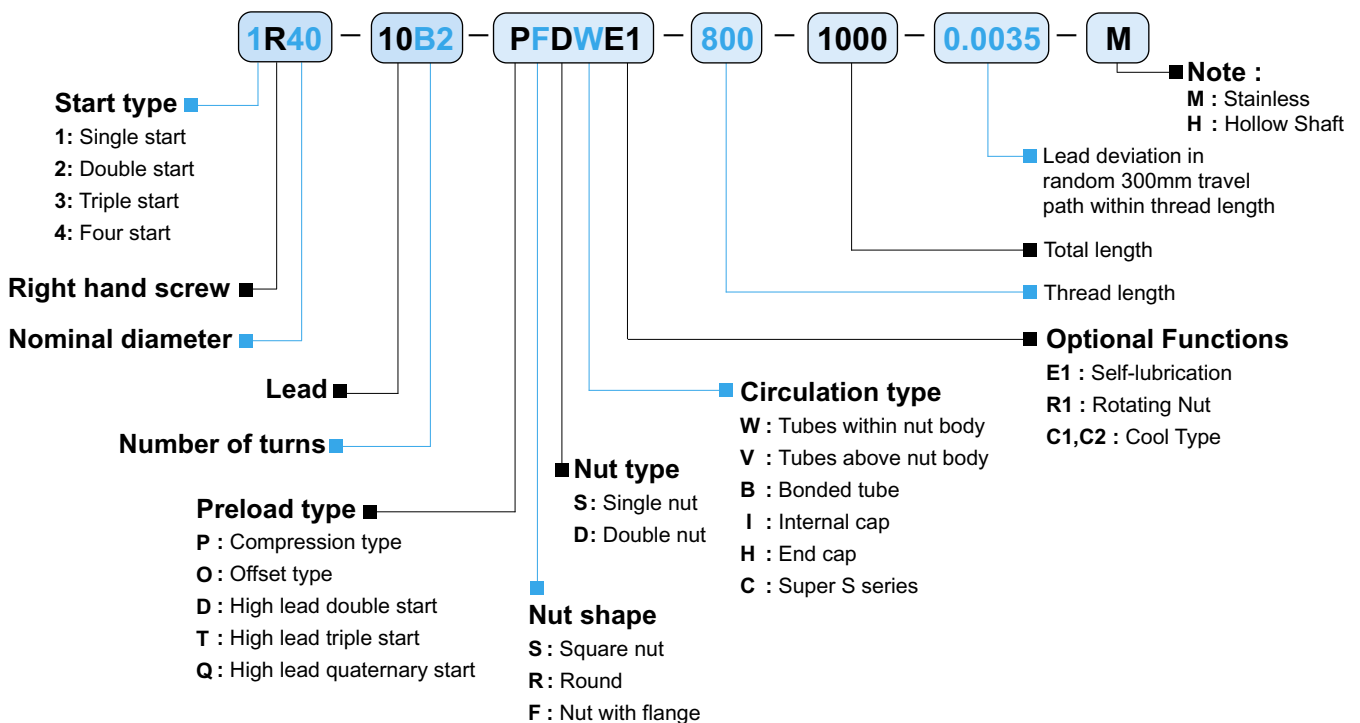 1R40 – 10B2 – PFDWE1 – 800 – 1000 – 0.0035 – M
Start type
1: Single start
2: Double start
3: Triple start
4: Four start
Right hand screw
Nominal diameter
Lead
Number of turns
Preload type
P : Compression type
O : Offset type
D : High lead double start
T : High lead triple start
Q : High lead quaternary start
Nut shape
S : Square nut
R : Round
F : Nut with flange
Nut type
S: Single nut
D: Double nut
Circulation type
W : Tubes within nut body
V : Tubes above nut body
B : Bonded tube
I : Internal cap
H : End cap
C : Super S series
Optional Functions
E1 : Self-lubrication
R1 : Rotating Nut
C1,C2 : Cool Type
Thread length
Total length
Lead deviation in
random 300mm travel
path within thread length
Note :
M : Stainless
H : Hollow Shaft